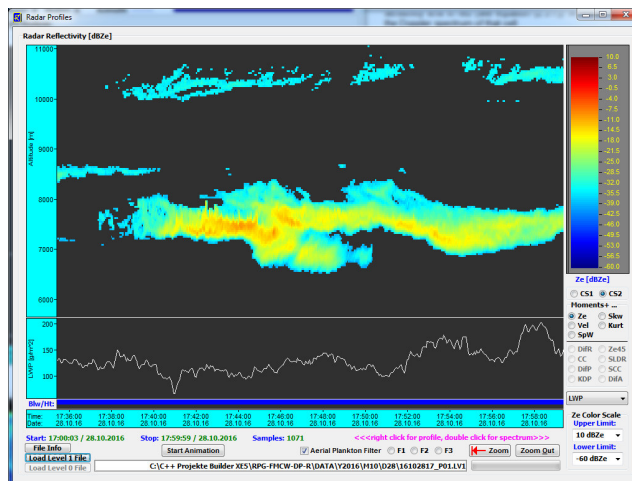 Radar Profiles
Radar Reflectivity [dBZe]
11000
10000
9000
8000
7000
6000
Altitude [m]
10.0
6.5
3.0
-0.5
-4.0
-7.5
-11.0
-14.5
-18.0
-21.5
-25.0
-28.5
-32.0
-35.5
-39.0
-42.5
-46.0
-49.5
-53.0
-56.5
-60.0
Ze [dBZe]
CS1 CS2
Moments+ ...
Ze Skw
Vel Kurt
SpW
DifR Ze45
CC SLDR
DifP SCC
KDP DifA
LWP
200
150
100
50
LWP [g/m^2]
Blw/Ht:
Time: 17:36:00 17:38:00 17:40:00 17:42:00 17:44:00 17:46:00 17:48:00 17:50:00 17:52:00 17:54:00 17:56:00 17:58:00
Date: 28.10.16 28.10.16 28.10.16 28.10.16 28.10.16 28.10.16 28.10.16 28.10.16 28.10.16 28.10.16 28.10.16 28.10.16
Ze Color Scale
Upper Limit:
10 dBZe
Lower Limit:
-60 dBZe
Start: 17:00:03 / 28.10.2016 Stop: 17:59:59 / 28.10.2016 Samples: 1071 <<<right click for profile, double click for spectrum>>>
File Info
Start Animation Aerial Plankton Filter F1 F2 F3 Zoom Zoom Out
Load Level 1 File
C:\C++ Projekte Builder XE5\RPG-FMCW-DP-R\DATA\Y2016\M10\D28\16102817_P01.LV1
Load Level 0 File